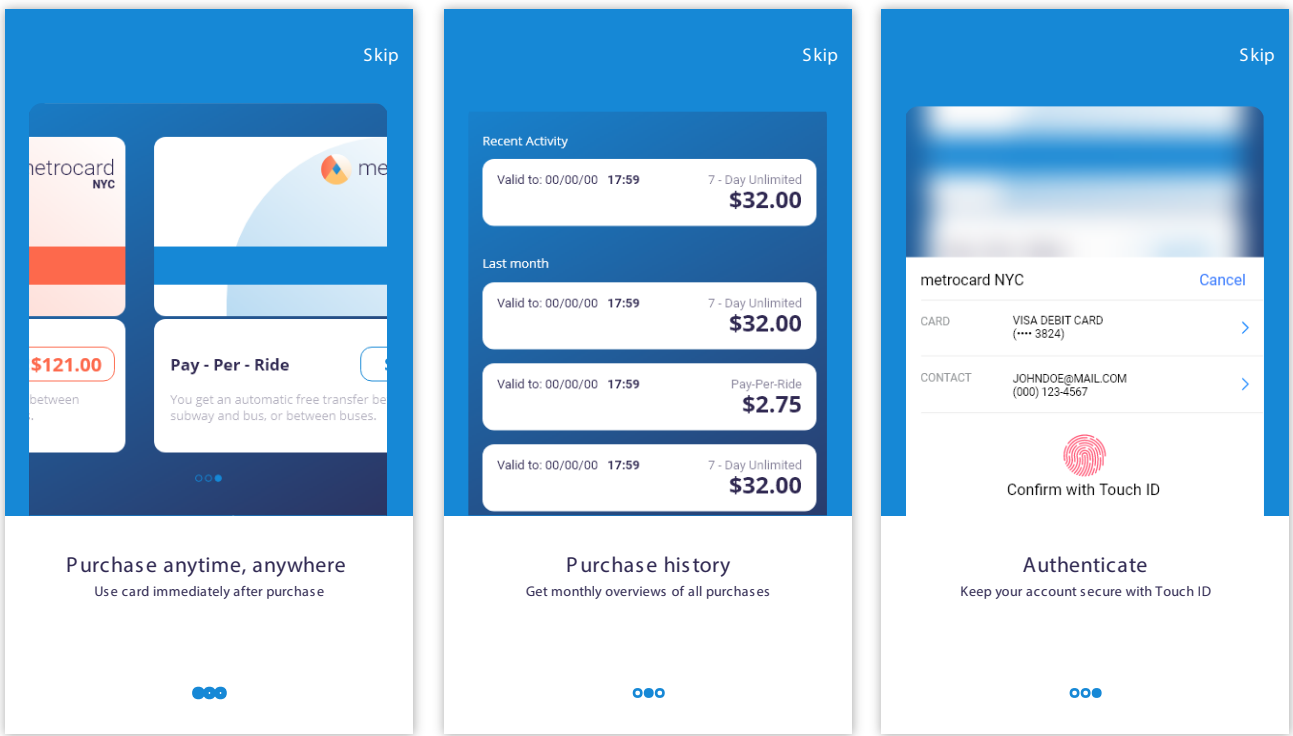 Skip
etrocard
NYC
me
$121.00
between
Pay - Per - Ride
You get an automatic free transfer
subway and bus, or between buses.
Purchase anytime, anywhere
Use card immediately after purchase
Skip
Recent Activity
Valid to: 00/00/00 17:59 7 - Day Unlimited
$32.00
Last month
Valid to: 00/00/00 17:59 7 - Day Unlimited
$32.00
Valid to: 00/00/00 17:59 Pay-Per-Ride
$2.75
Valid to: 00/00/00 17:59 7 - Day Unlimited
$32.00
Purchase history
Get monthly overviews of all purchases
Skip
metrocard NYC Cancel
CARD VISA DEBIT CARD
(•••• 3824)
CONTACT JOHNDOE@MAIL.COM
(000) 123-4567
Confirm with Touch ID
Authenticate
Keep your account secure with Touch ID